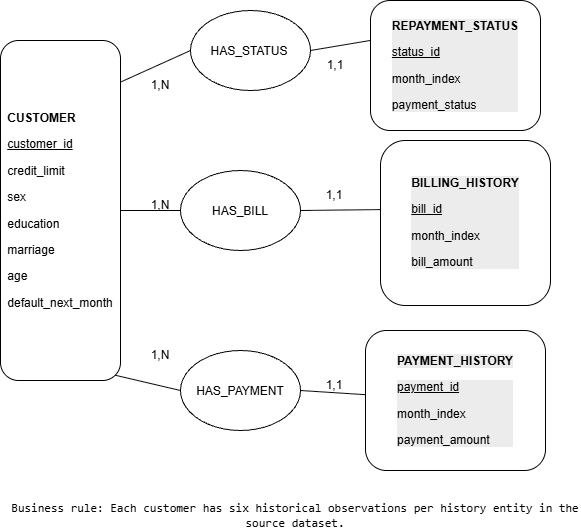 CUSTOMER
customer_id
credit_limit
sex
education
marriage
age
default_next_month
HAS_STATUS
1,N
1,1
REPAYMENT_STATUS
status_id
month_index
payment_status
HAS_BILL
1,N
1,1
BILLING_HISTORY
bill_id
month_index
bill_amount
HAS_PAYMENT
1,N
1,1
PAYMENT_HISTORY
payment_id
month_index
payment_amount
Business rule: Each customer has six historical observations per history entity in the
source dataset.